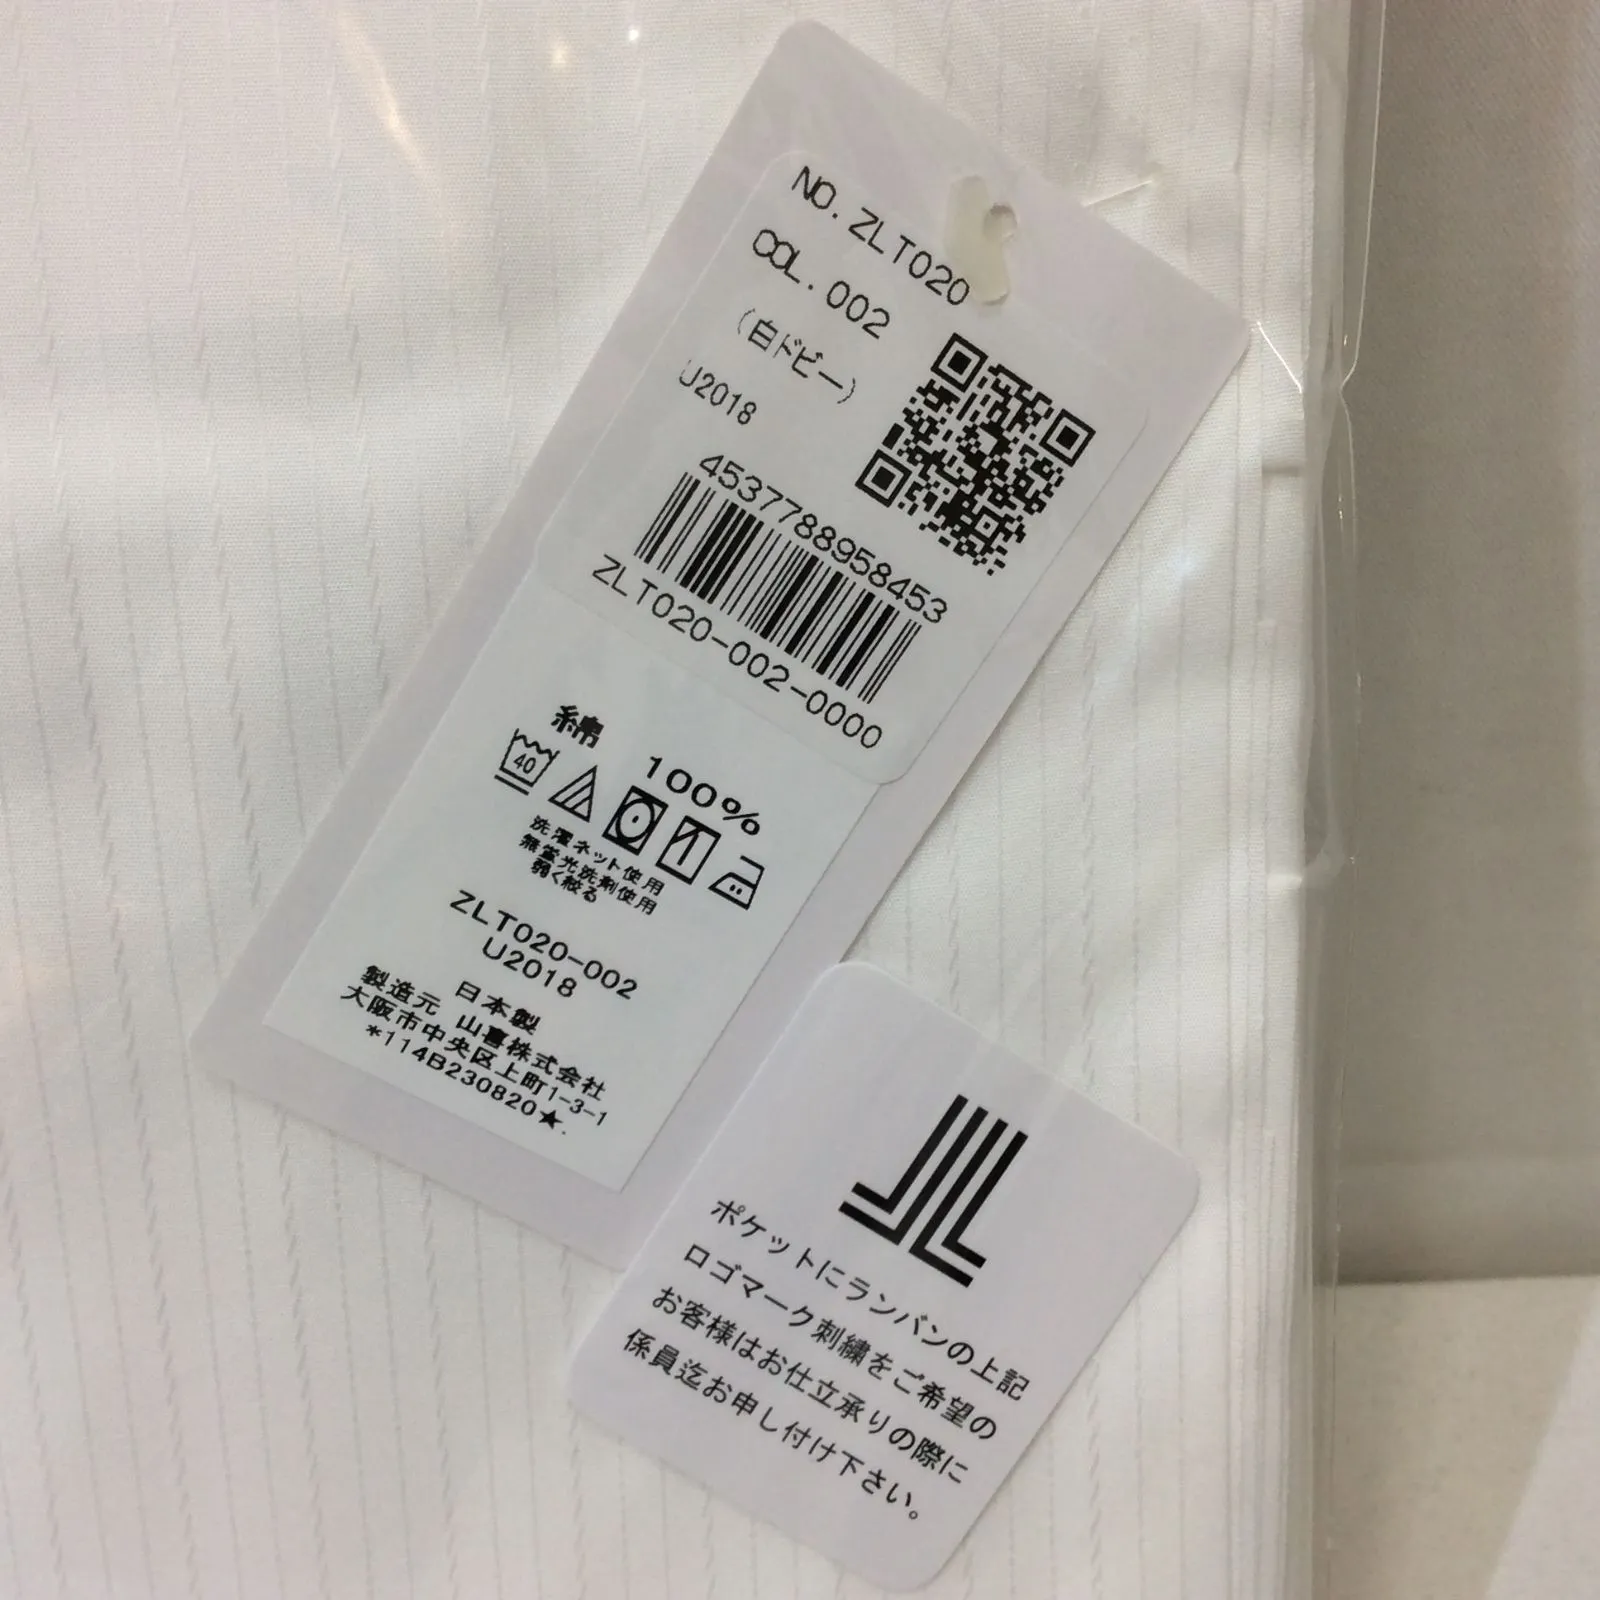 NO. ZLT020
COL. 002
(白ドビー)
U2018
4537788958453
ZLT020-002-0000
綿 100%
40
洗濯ネット使用
無蛍光洗剤使用
弱く絞る
ZLT020-002
U2018
日本製
製造元 山喜株式会社
大阪市中央区上町1-3-1
*114B230820★.
ポケットにランバンの上記
ロゴマーク刺繍をご希望の
お客様はお仕立承りの際に
係員迄お申し付け下さい。